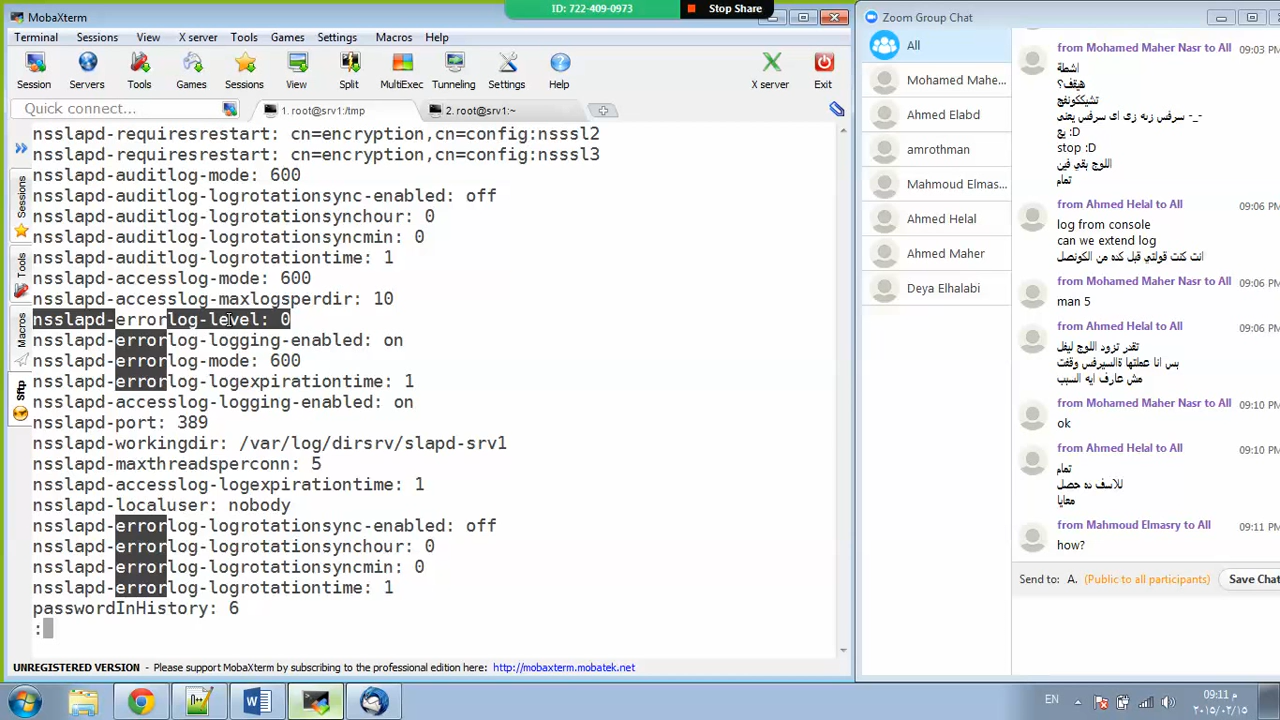 MobaXterm
ID: 722-409-0973
Stop Share
Terminal Sessions View X server Tools Games Settings Macros Help
Session Servers Tools Games Sessions View Split MultiExec Tunneling Settings Help X server Exit
Quick connect...
1. root@srv1:/tmp
2. root@srv1:~
Sessions
Tools
Macros
Sftp
nsslapd-requiresrestart: cn=encryption,cn=config:nsssl2
nsslapd-requiresrestart: cn=encryption,cn=config:nsssl3
nsslapd-auditlog-mode: 600
nsslapd-auditlog-logrotationsync-enabled: off
nsslapd-auditlog-logrotationsynchour: 0
nsslapd-auditlog-logrotationsyncmin: 0
nsslapd-auditlog-logrotationtime: 1
nsslapd-accesslog-mode: 600
nsslapd-accesslog-maxlogsperdir: 10
nsslapd-errorlog-level: 0
nsslapd-errorlog-logging-enabled: on
nsslapd-errorlog-mode: 600
nsslapd-errorlog-logexpirationtime: 1
nsslapd-accesslog-logging-enabled: on
nsslapd-port: 389
nsslapd-workingdir: /var/log/dirsrv/slapd-srv1
nsslapd-maxthreadsperconn: 5
nsslapd-accesslog-logexpirationtime: 1
nsslapd-localuser: nobody
nsslapd-errorlog-logrotationsync-enabled: off
nsslapd-errorlog-logrotationsynchour: 0
nsslapd-errorlog-logrotationsyncmin: 0
nsslapd-errorlog-logrotationtime: 1
passwordInHistory: 6
:
UNREGISTERED VERSION - Please support MobaXterm by subscribing to the professional edition here: http://mobaxterm.mobatek.net
Zoom Group Chat
All
Mohamed Mahe...
Ahmed Elabd
amrothman
Mahmoud Elmas...
Ahmed Helal
Ahmed Maher
Deya Elhalabi
from Mohamed Maher Nasr to All 09:03 PM
اشطة
هيقف؟
تشيككونفج
سرفس زيه زي اي سرفس يعني -_-
يع :D
stop :D
اللوج بقي فين
تمام
from Ahmed Helal to All 09:06 PM
log from console
can we extend log
انت كنت قولتي قبل كده من الكونصل
from Mohamed Maher Nasr to All 09:06 PM
man 5
from Ahmed Helal to All 09:06 PM
تقدر تزود اللوج ليفل
بس انا عملتها ةالسيرفس وقفت
مش عارف ايه السبب
from Mohamed Maher Nasr to All 09:10 PM
ok
from Ahmed Helal to All 09:10 PM
تمام
للاسف ده حصل
معايا
from Mahmoud Elmasry to All 09:11 PM
how?
Send to: A. (Public to all participants) Save Chat
EN
09:11 م
٢٠١٥/٠٢/١٥